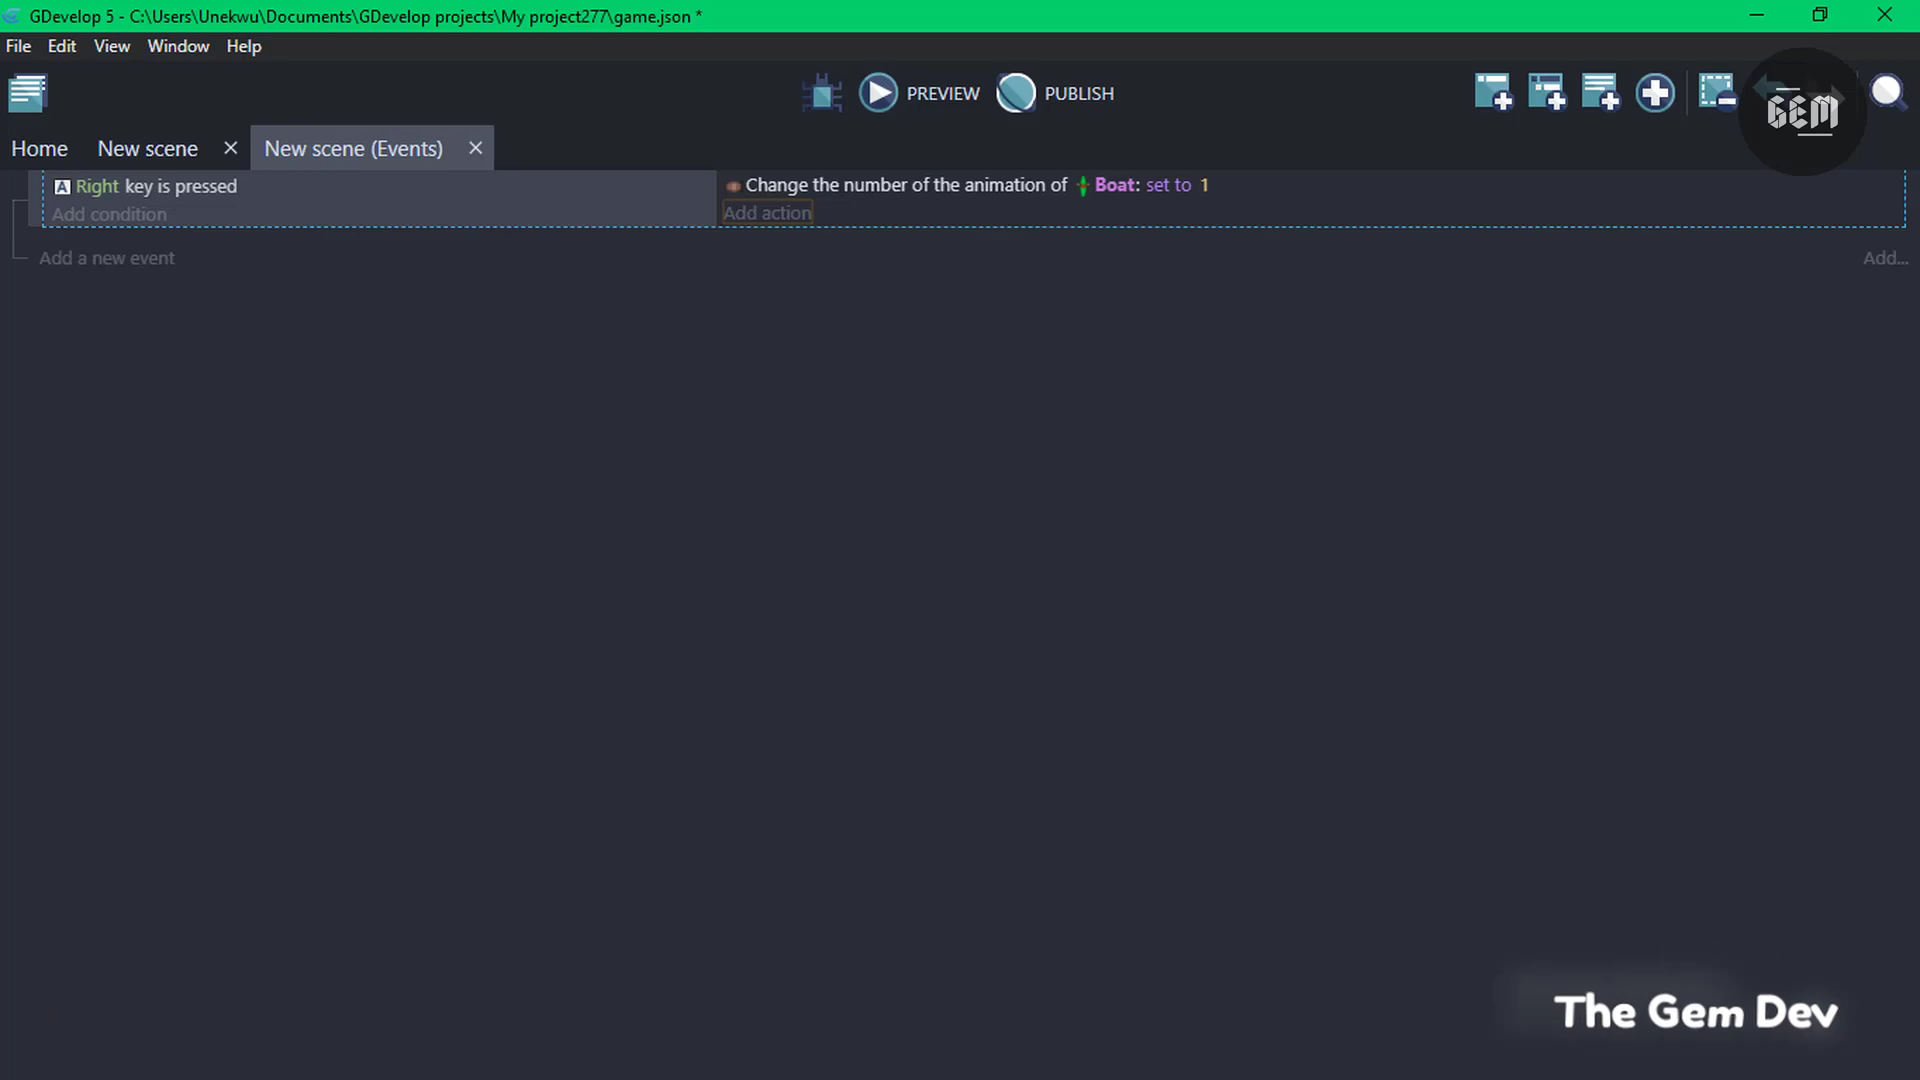 GDevelop 5 - C:\Users\Unekwu\Documents\GDevelop projects\My project277\game.json *
File Edit View Window Help
PREVIEW PUBLISH
GEM
Home New scene New scene (Events)
A Right key is pressed
Change the number of the animation of Boat: set to 1
Add condition
Add action
Add a new event
Add...
The Gem Dev